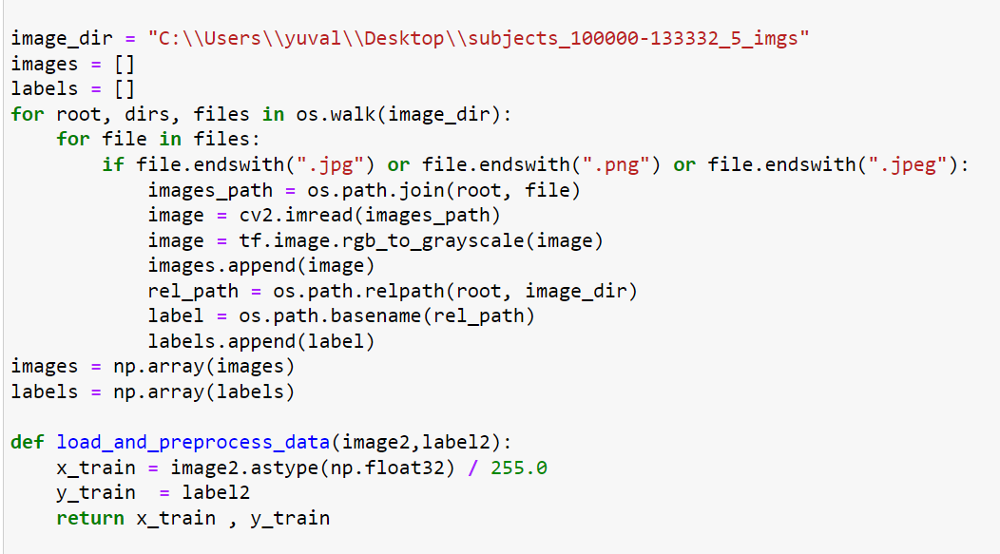 image_dir = "C:\\Users\\yuval\\Desktop\\subjects_100000-133332_5_imgs"
images = []
labels = []
for root, dirs, files in os.walk(image_dir):
    for file in files:
        if file.endswith(".jpg") or file.endswith(".png") or file.endswith(".jpeg"):
            images_path = os.path.join(root, file)
            image = cv2.imread(images_path)
            image = tf.image.rgb_to_grayscale(image)
            images.append(image)
            rel_path = os.path.relpath(root, image_dir)
            label = os.path.basename(rel_path)
            labels.append(label)
images = np.array(images)
labels = np.array(labels)

def load_and_preprocess_data(image2,label2):
    x_train = image2.astype(np.float32) / 255.0
    y_train  = label2
    return x_train , y_train